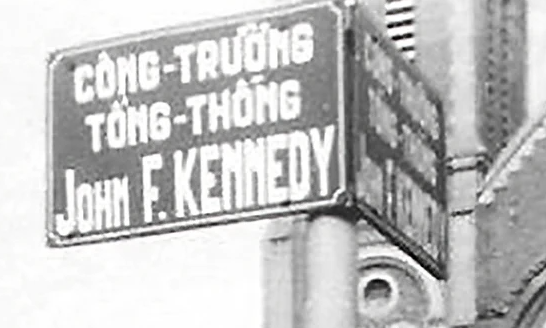 CÔNG-TRƯỜNG
TỔNG-THỐNG
JOHN F. KENNEDY